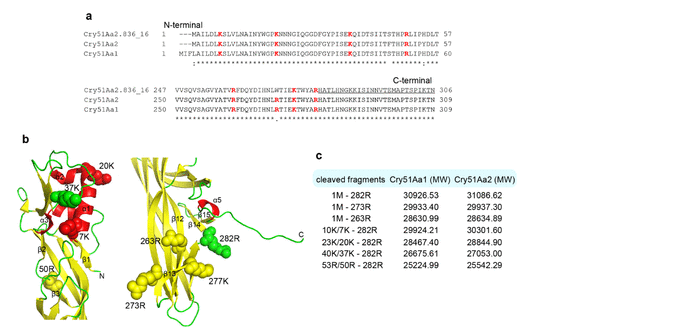 a
N-terminal
Cry51Aa2.836_16 1 ---MAILDLKSLVLNAINYWGPKNNNGIQGGDFGYPISEKQIDTSIITSTHPRLIPHDLT 57
Cry51Aa2 1 ---MAILDLKSLVLNAINYWGPKNNNGIQGGDFGYPISEKQIDTSIITSTHPRLIPHDLT 57
Cry51Aa1 1 MIFLAILDLKSLVLNAINYWGPKNNNGIQGGDFGYPISEKQIDTSIITFTHPRLIPHDLT 60
C-terminal
Cry51Aa2.836_16 247 VVSQVSAGVYATVRFDQYDIHNLWTIEKTWYARHATLHNGKKISINNVTEMAPTSPIKTN 306
Cry51Aa2 250 VVSQVSAGVYATVRFDQYDIHNLRTIEKTWYARHATLHNGKKISINNVTEMAPTSPIKTN 309
Cry51Aa1 250 VVSQVSAGVYATVRFDQYDIHNLRTIEKTWYARHATLHNGKKISINNVTEMAPTSPIKTN 309
b
20K
37K
7K
β2
β1
50R
β3
N
α5
β12
β15
β14
263R
282R
C
β13
277K
273R
c
cleaved fragments Cry51Aa1 (MW) Cry51Aa2 (MW)
1M - 282R 30926.53 31086.62
1M - 273R 29933.40 29937.30
1M - 263R 28630.99 28634.89
10K/7K - 282R 29924.21 30301.60
23K/20K - 282R 28467.40 28844.90
40K/37K - 282R 26675.61 27053.00
53R/50R - 282R 25224.99 25542.29